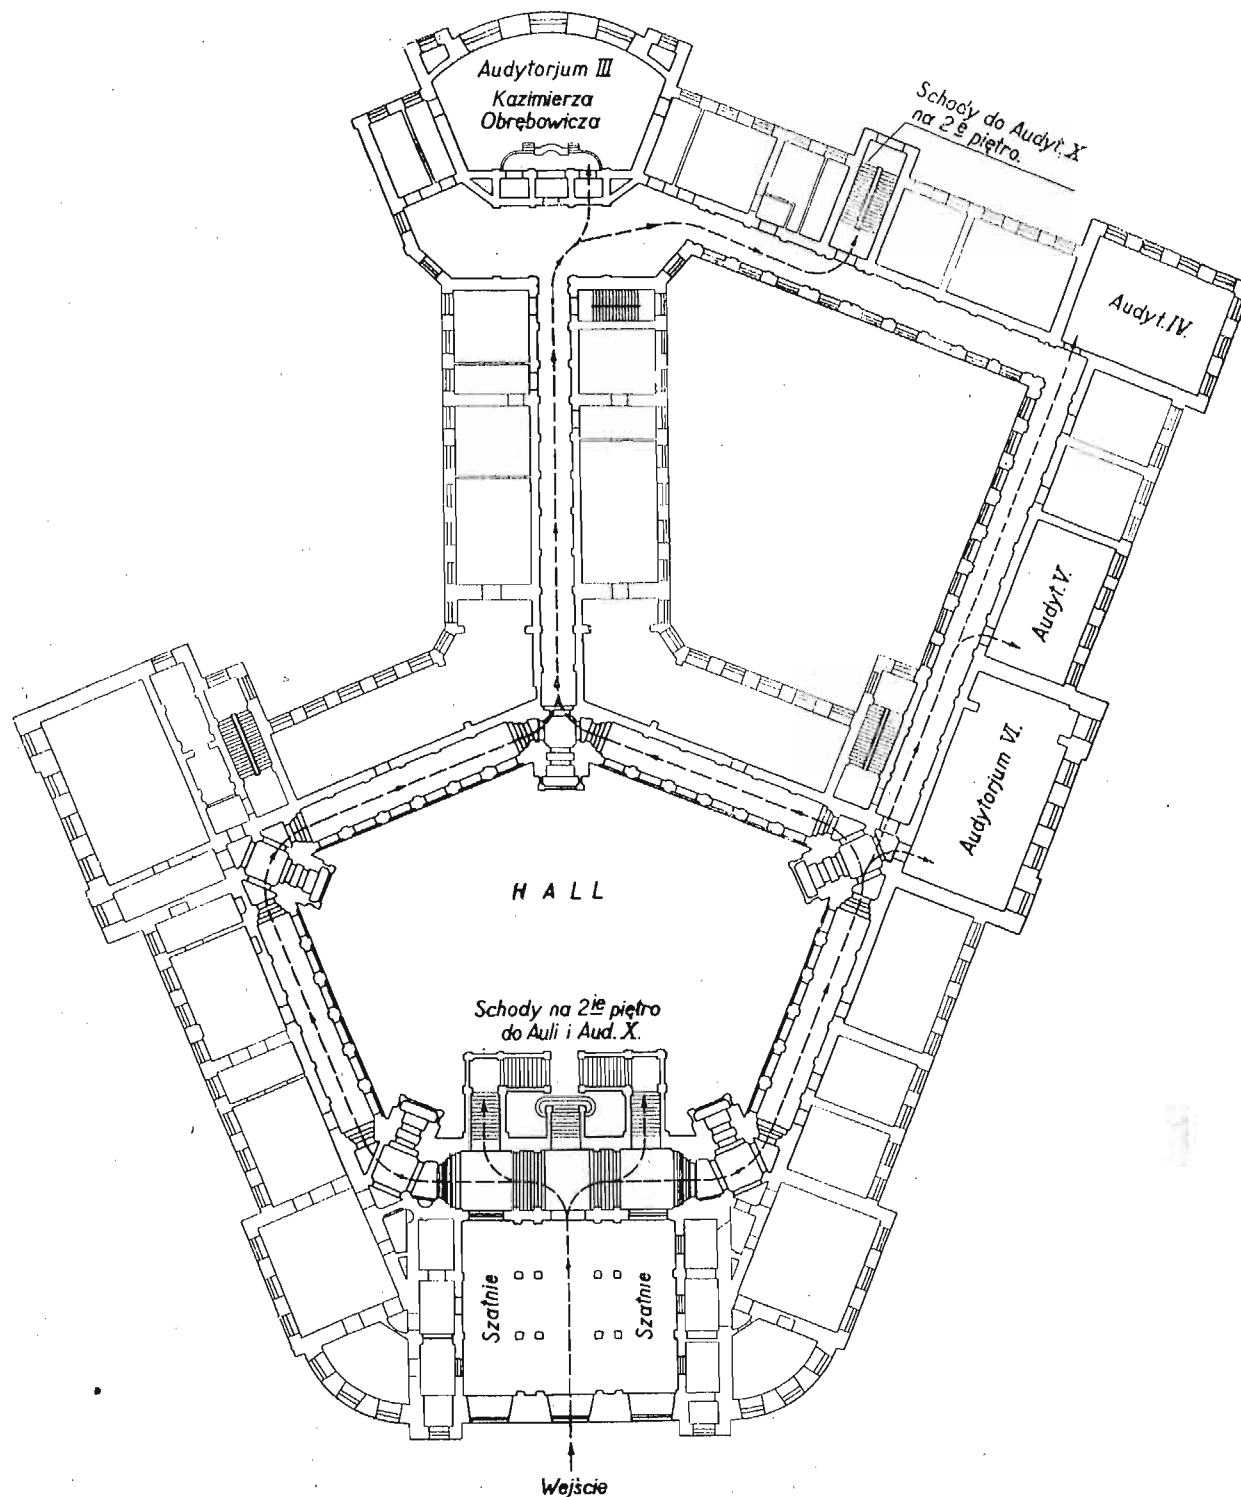 Audytorjum III
Kazimierza
Obrębowicza
Schody do Audyt. X
na 2e piętro.
Audyt. IV.
Audyt. V.
Audytorjum VI.
HALL
Schody na 2ie piętro
do Auli i Aud. X.
Szatnie
Szatnie
Wejście